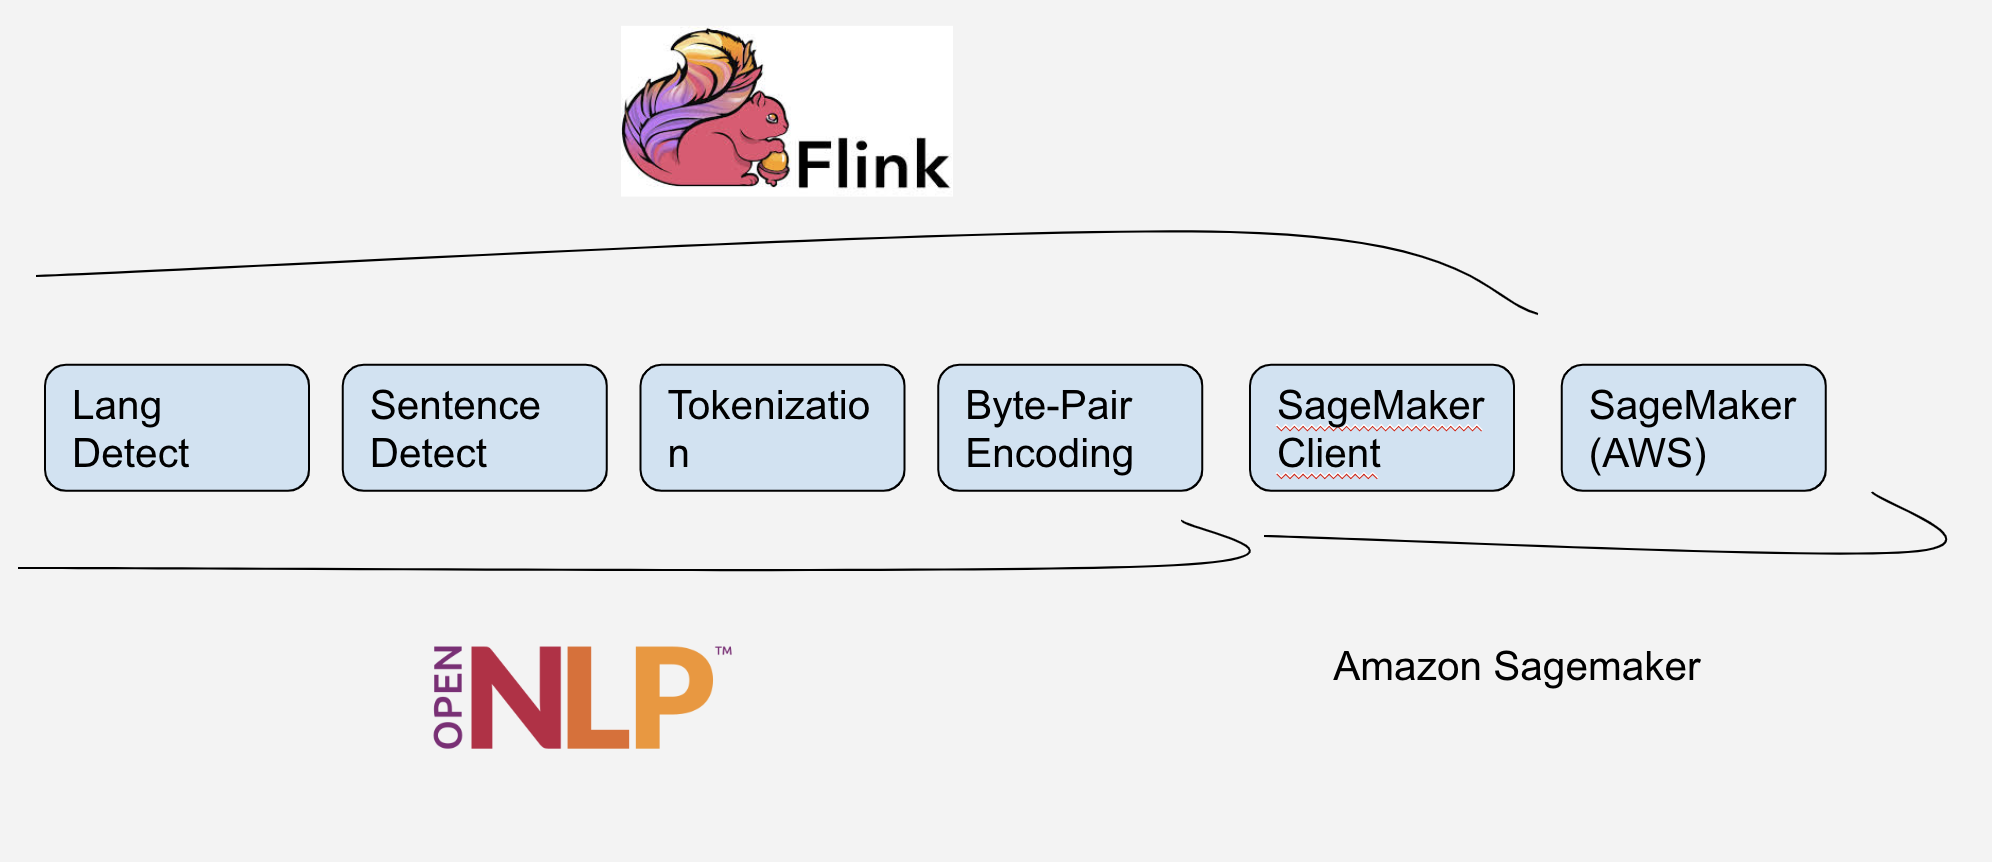 Flink
Lang
Detect
Sentence
Detect
Tokenizatio
n
Byte-Pair
Encoding
SageMaker
Client
SageMaker
(AWS)
OPEN
NLP™
Amazon Sagemaker